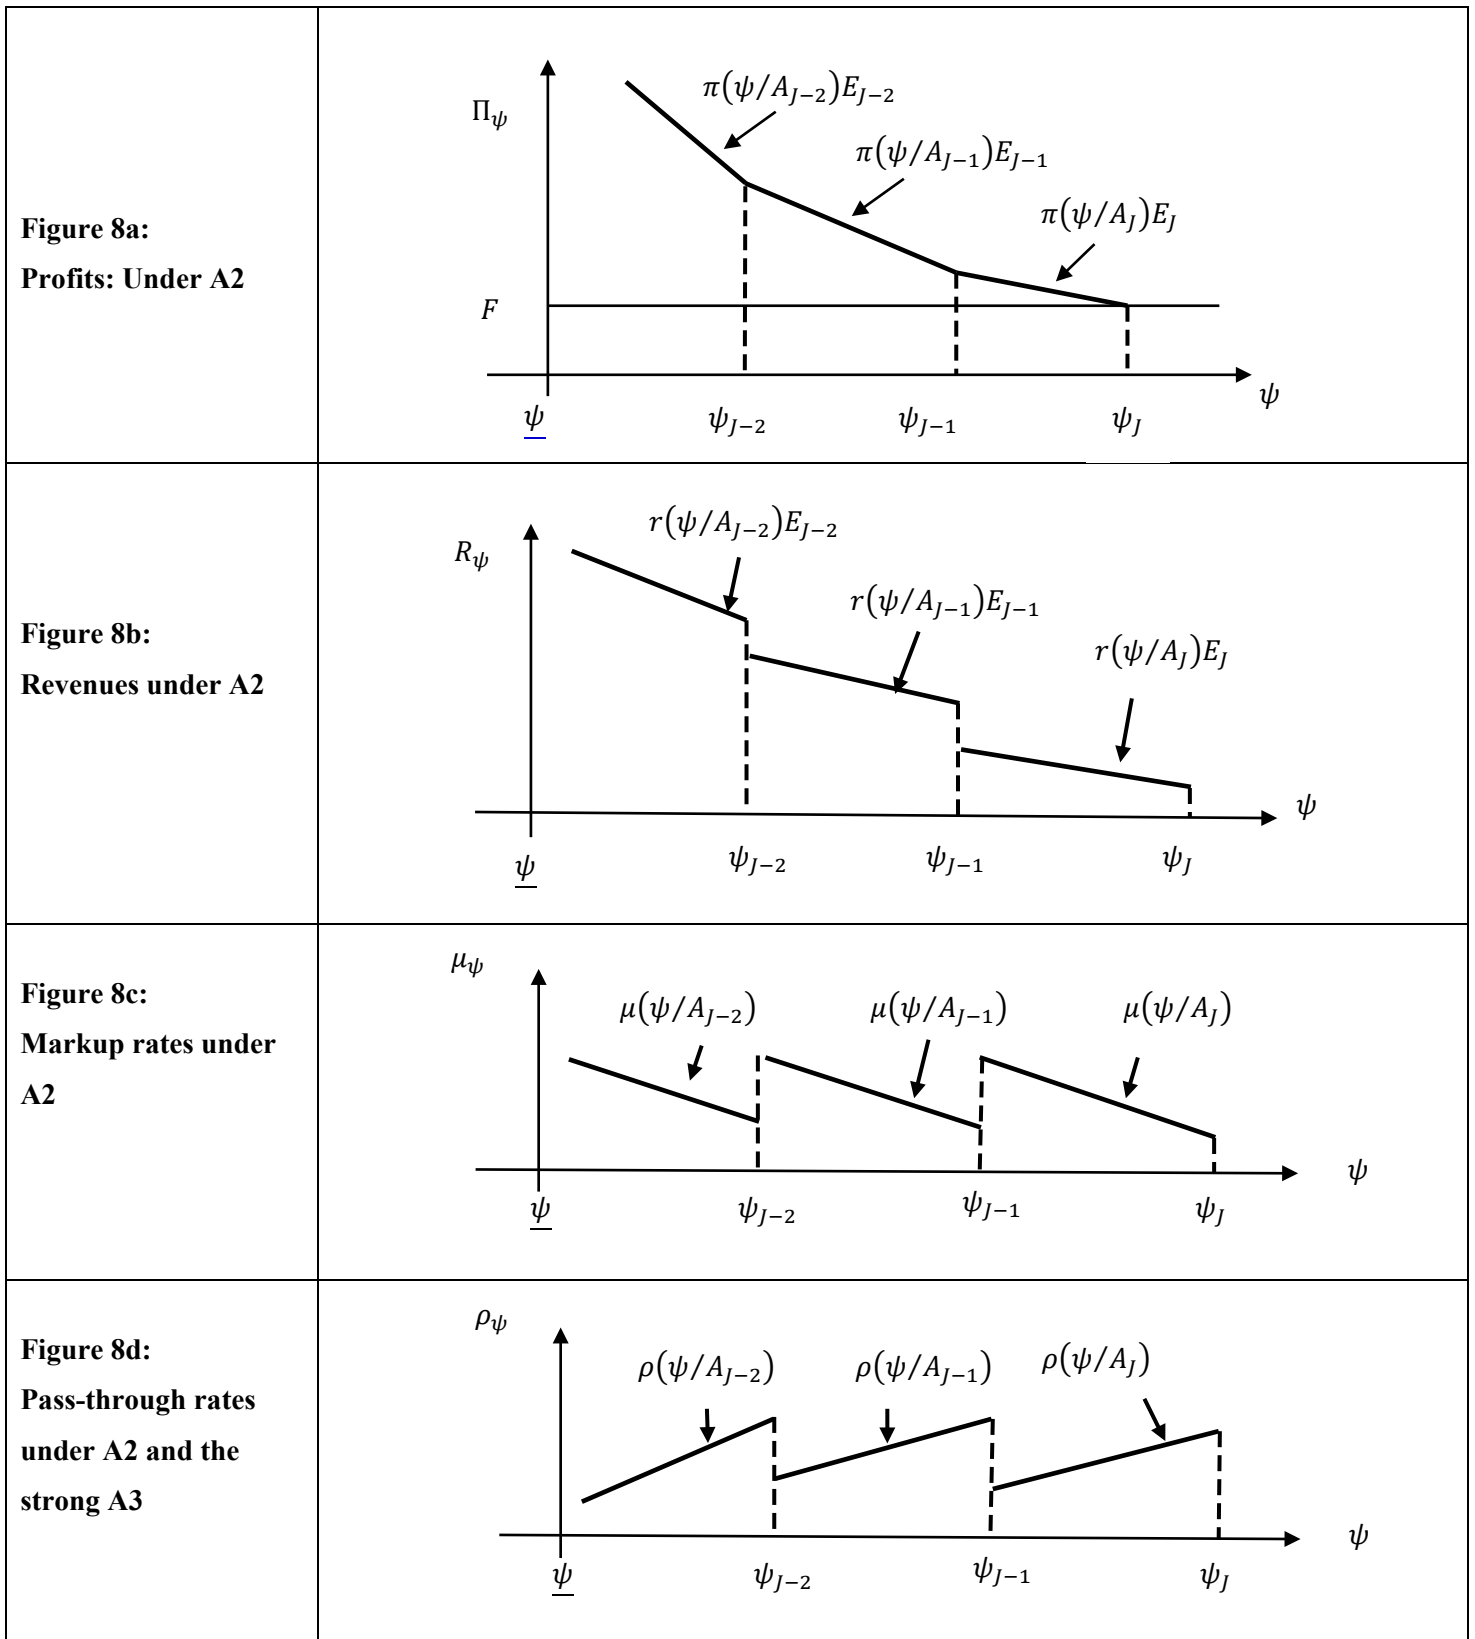 Figure 8a:
Profits: Under A2
Π_ψ
π(ψ/A_{J−2})E_{J−2}
π(ψ/A_{J−1})E_{J−1}
π(ψ/A_J)E_J
F
ψ
ψ
ψ_{J−2}
ψ_{J−1}
ψ_J
Figure 8b:
Revenues under A2
R_ψ
r(ψ/A_{J−2})E_{J−2}
r(ψ/A_{J−1})E_{J−1}
r(ψ/A_J)E_J
ψ
ψ
ψ_{J−2}
ψ_{J−1}
ψ_J
Figure 8c:
Markup rates under
A2
μ_ψ
μ(ψ/A_{J−2})
μ(ψ/A_{J−1})
μ(ψ/A_J)
ψ
ψ
ψ_{J−2}
ψ_{J−1}
ψ_J
Figure 8d:
Pass-through rates
under A2 and the
strong A3
ρ_ψ
ρ(ψ/A_{J−2})
ρ(ψ/A_{J−1})
ρ(ψ/A_J)
ψ
ψ
ψ_{J−2}
ψ_{J−1}
ψ_J